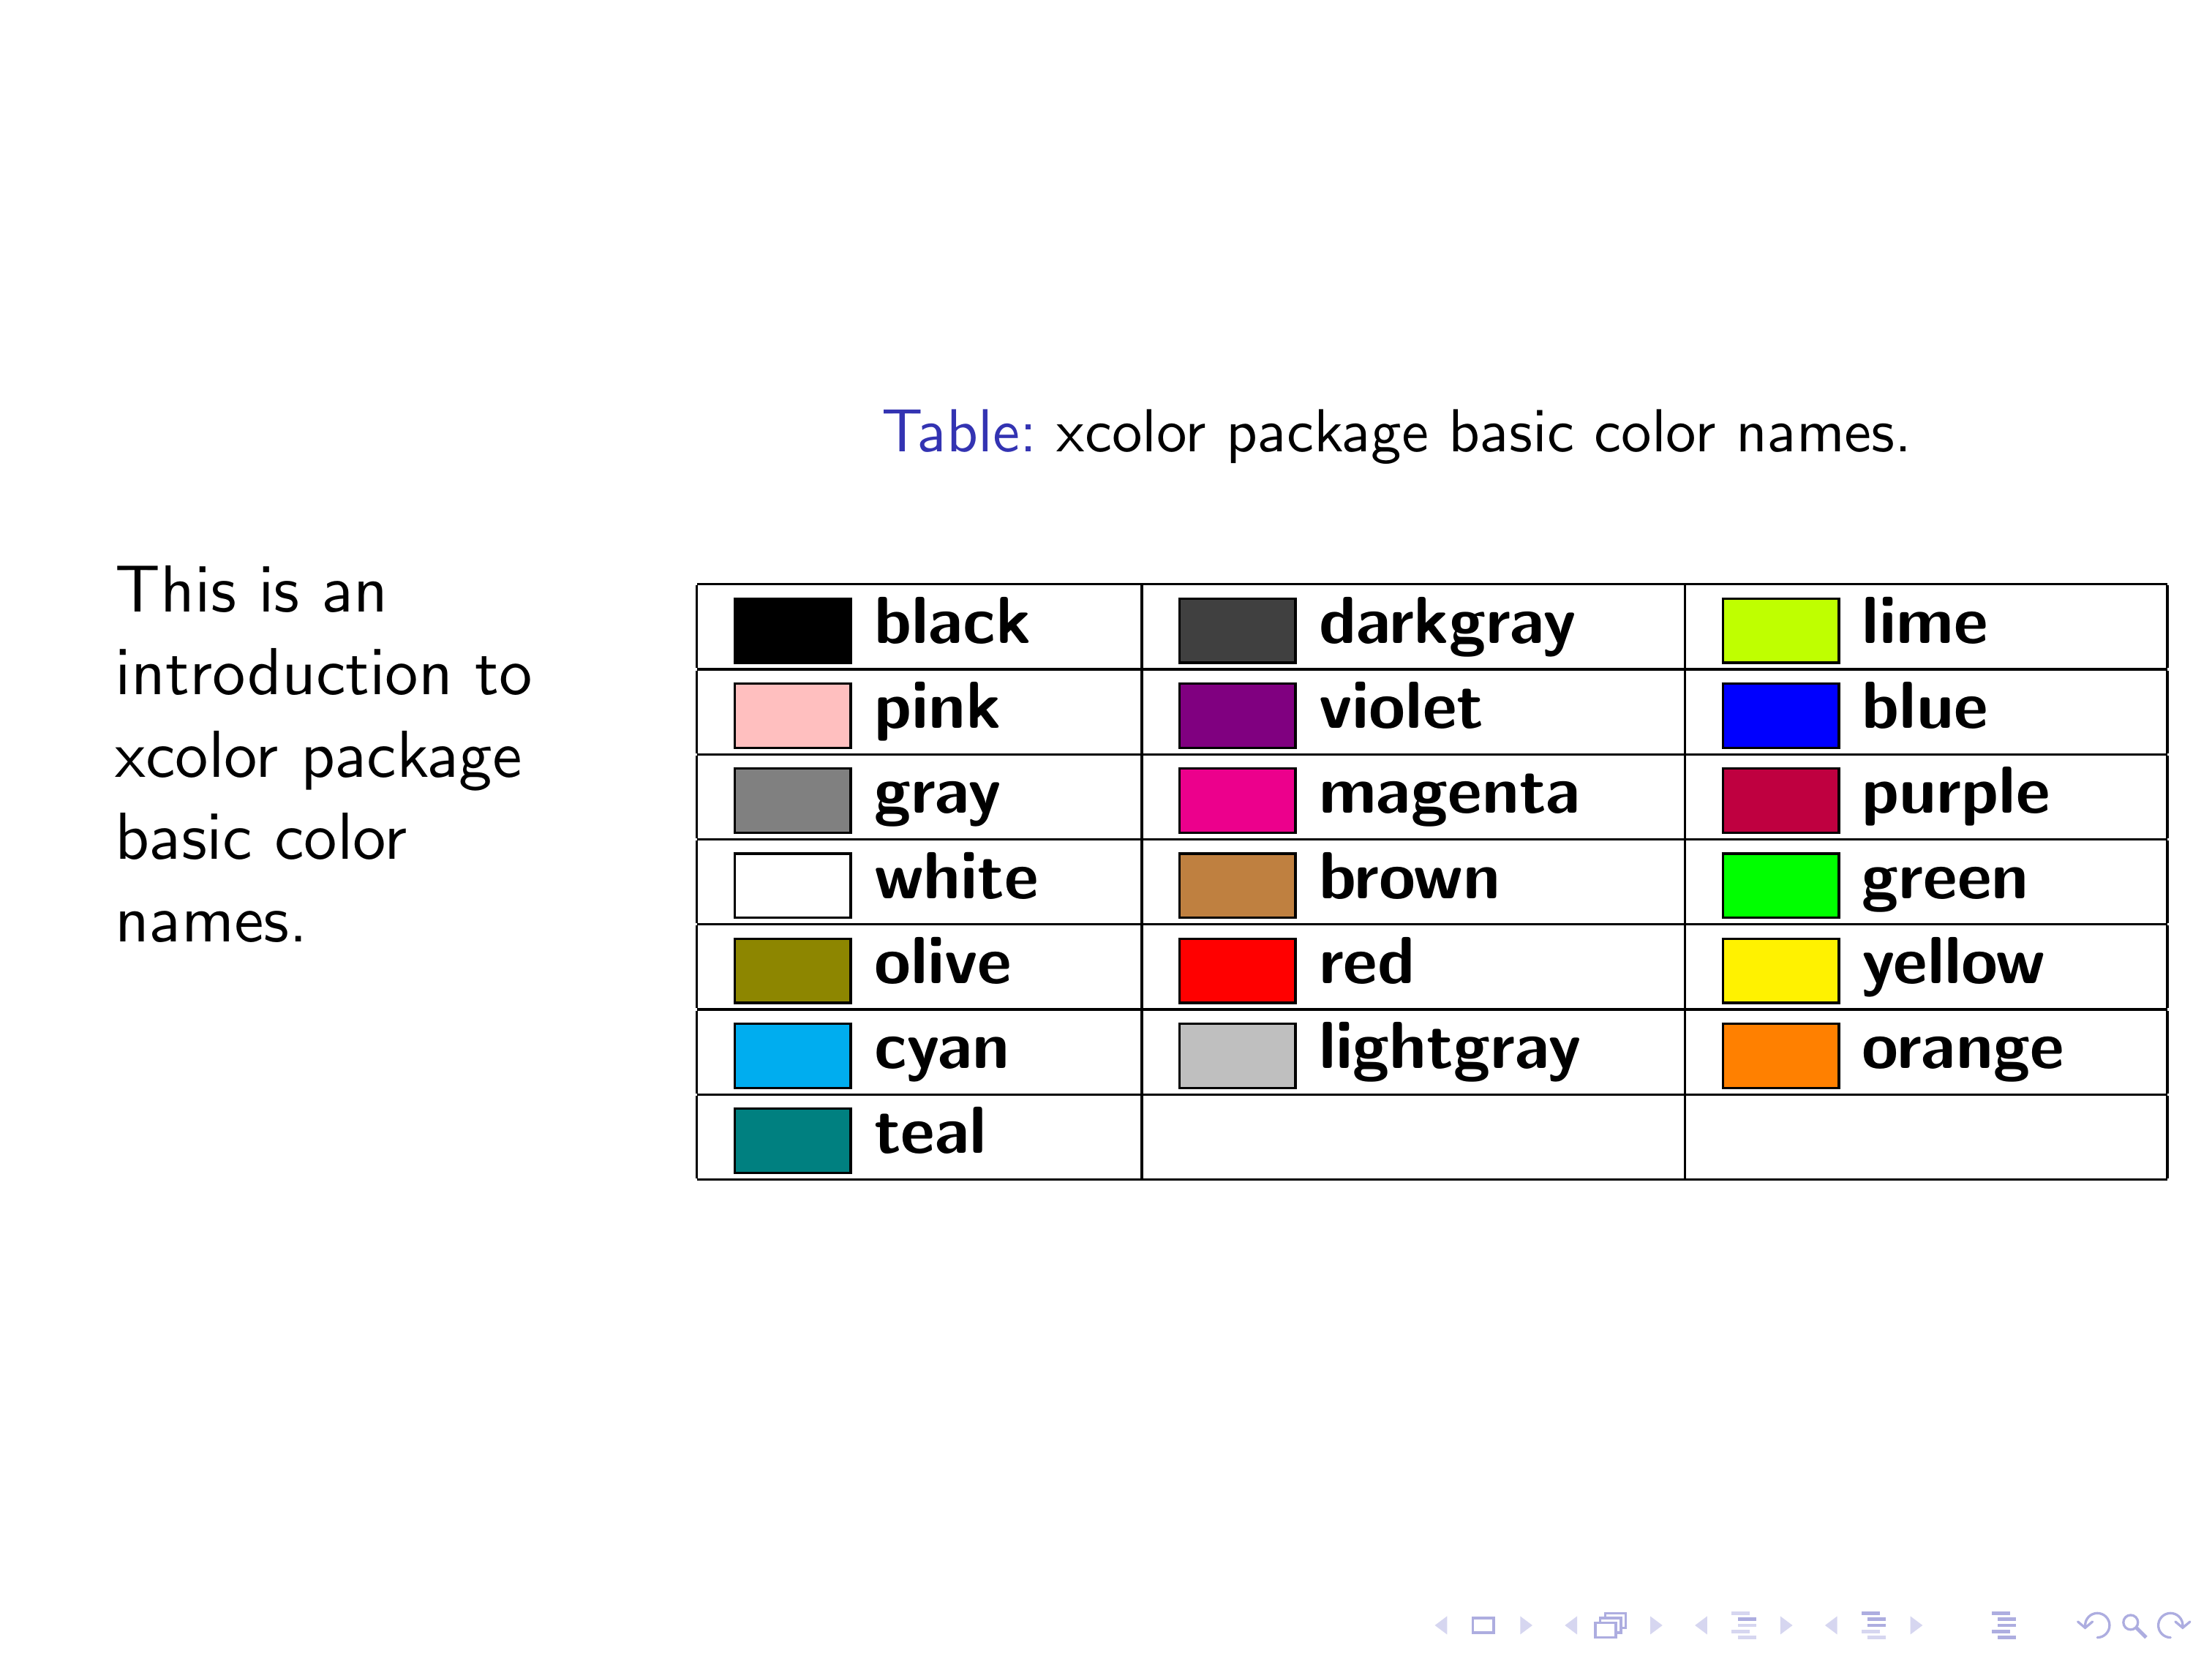 This is an
introduction to
xcolor package
basic color
names.
Table: xcolor package basic color names.
black darkgray lime
pink violet blue
gray magenta purple
white brown green
olive red yellow
cyan lightgray orange
teal